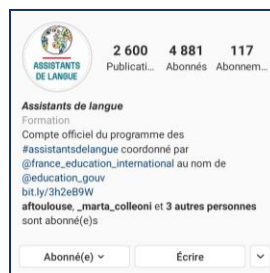 ASSISTANTS
DE LANGUE
2 600 4 881 117
Publicati... Abonnés Abonnem...
Assistants de langue
Formation
Compte officiel du programme des
#assistantsdelangue coordonné par
@france_education_international au nom de
@education_gouv
bit.ly/3h2eB9W
aftoulouse, _marta_colleoni et 3 autres personnes
sont abonné(e)s
Abonné(e) Écrire